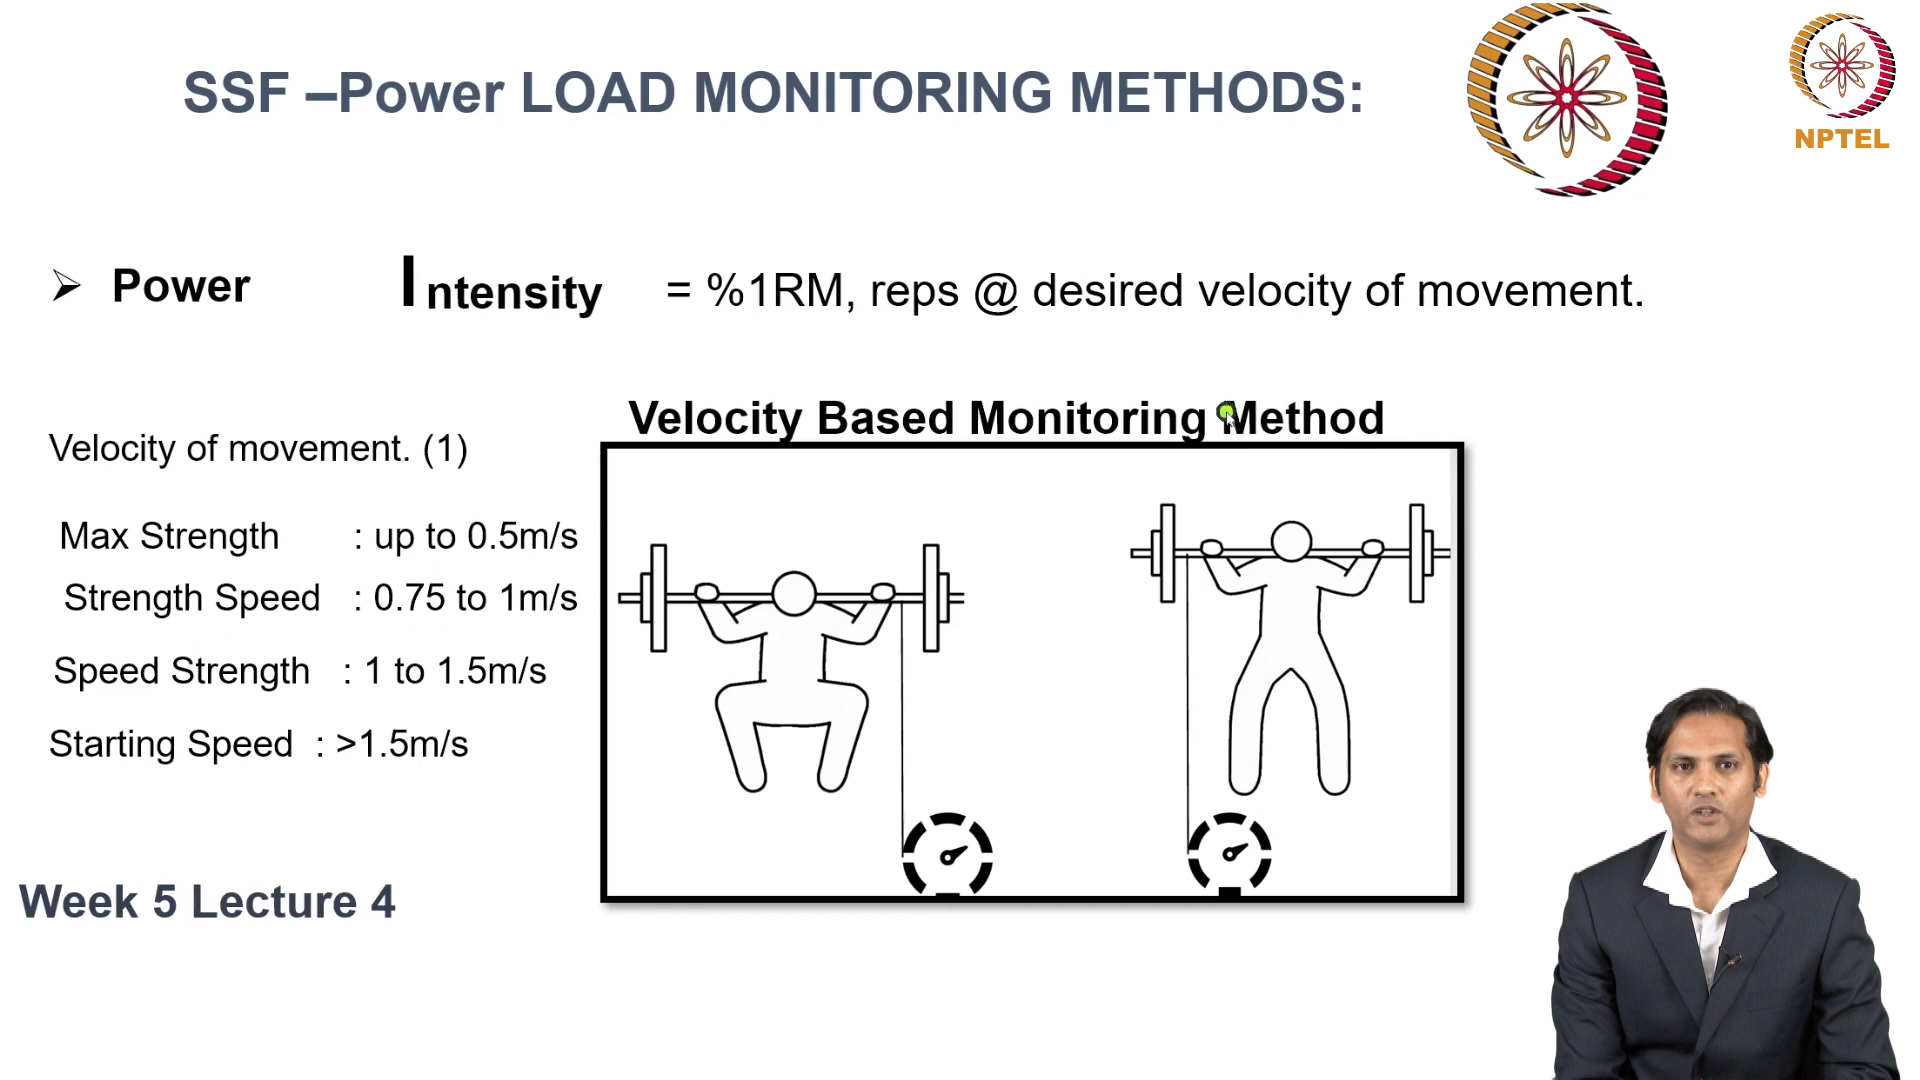 SSF –Power LOAD MONITORING METHODS:
NPTEL
➢ Power Intensity = %1RM, reps @ desired velocity of movement.
Velocity Based Monitoring Method
Velocity of movement. (1)
Max Strength : up to 0.5m/s
Strength Speed : 0.75 to 1m/s
Speed Strength : 1 to 1.5m/s
Starting Speed : >1.5m/s
Week 5 Lecture 4